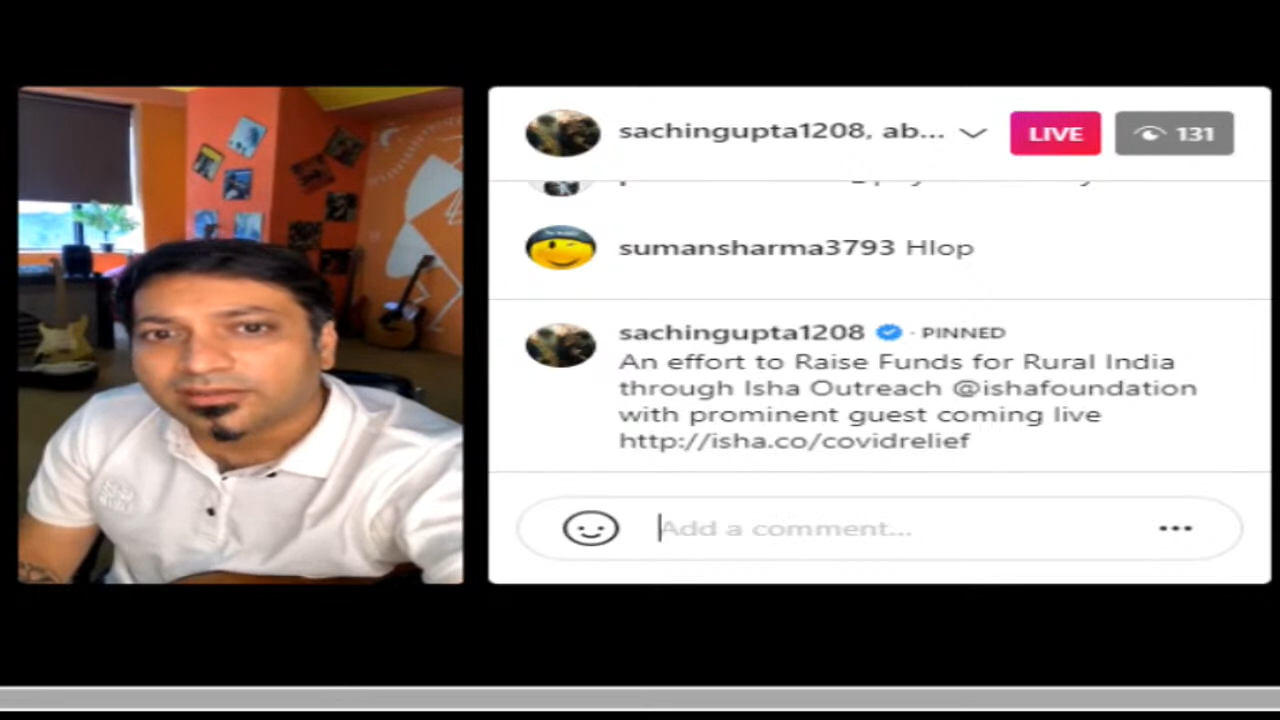 sachingupta1208, ab...
LIVE
131
sumansharma3793 Hlop
sachingupta1208 · PINNED
An effort to Raise Funds for Rural India
through Isha Outreach @ishafoundation
with prominent guest coming live
http://isha.co/covidrelief
Add a comment...